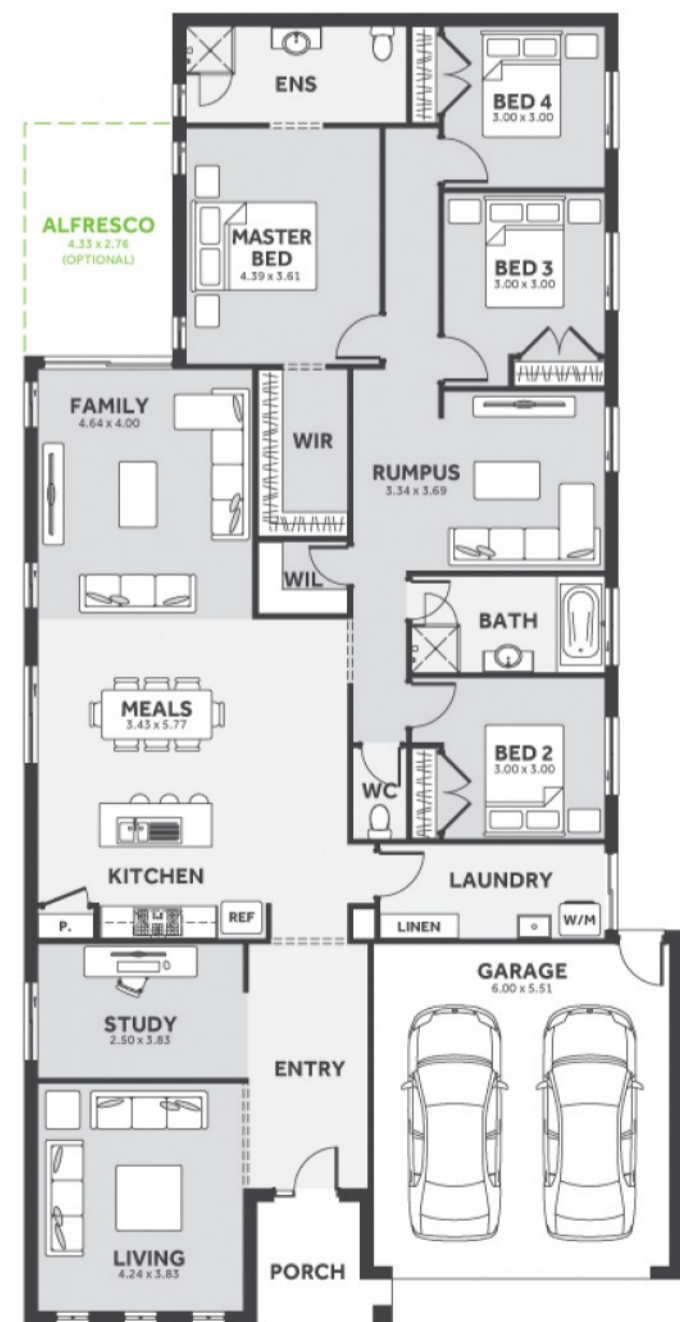 ENS
BED 4
3.00 x 3.00
ALFRESCO
4.33 x 2.76
(OPTIONAL)
MASTER
BED
4.39 x 3.61
BED 3
3.00 x 3.00
FAMILY
4.64 x 4.00
WIR
RUMPUS
3.34 x 3.69
WIL
BATH
MEALS
3.43 x 5.77
BED 2
3.00 x 3.00
WC
KITCHEN
LAUNDRY
P.
REF
LINEN
W/M
GARAGE
6.00 x 5.51
STUDY
2.50 x 3.83
ENTRY
LIVING
4.24 x 3.83
PORCH